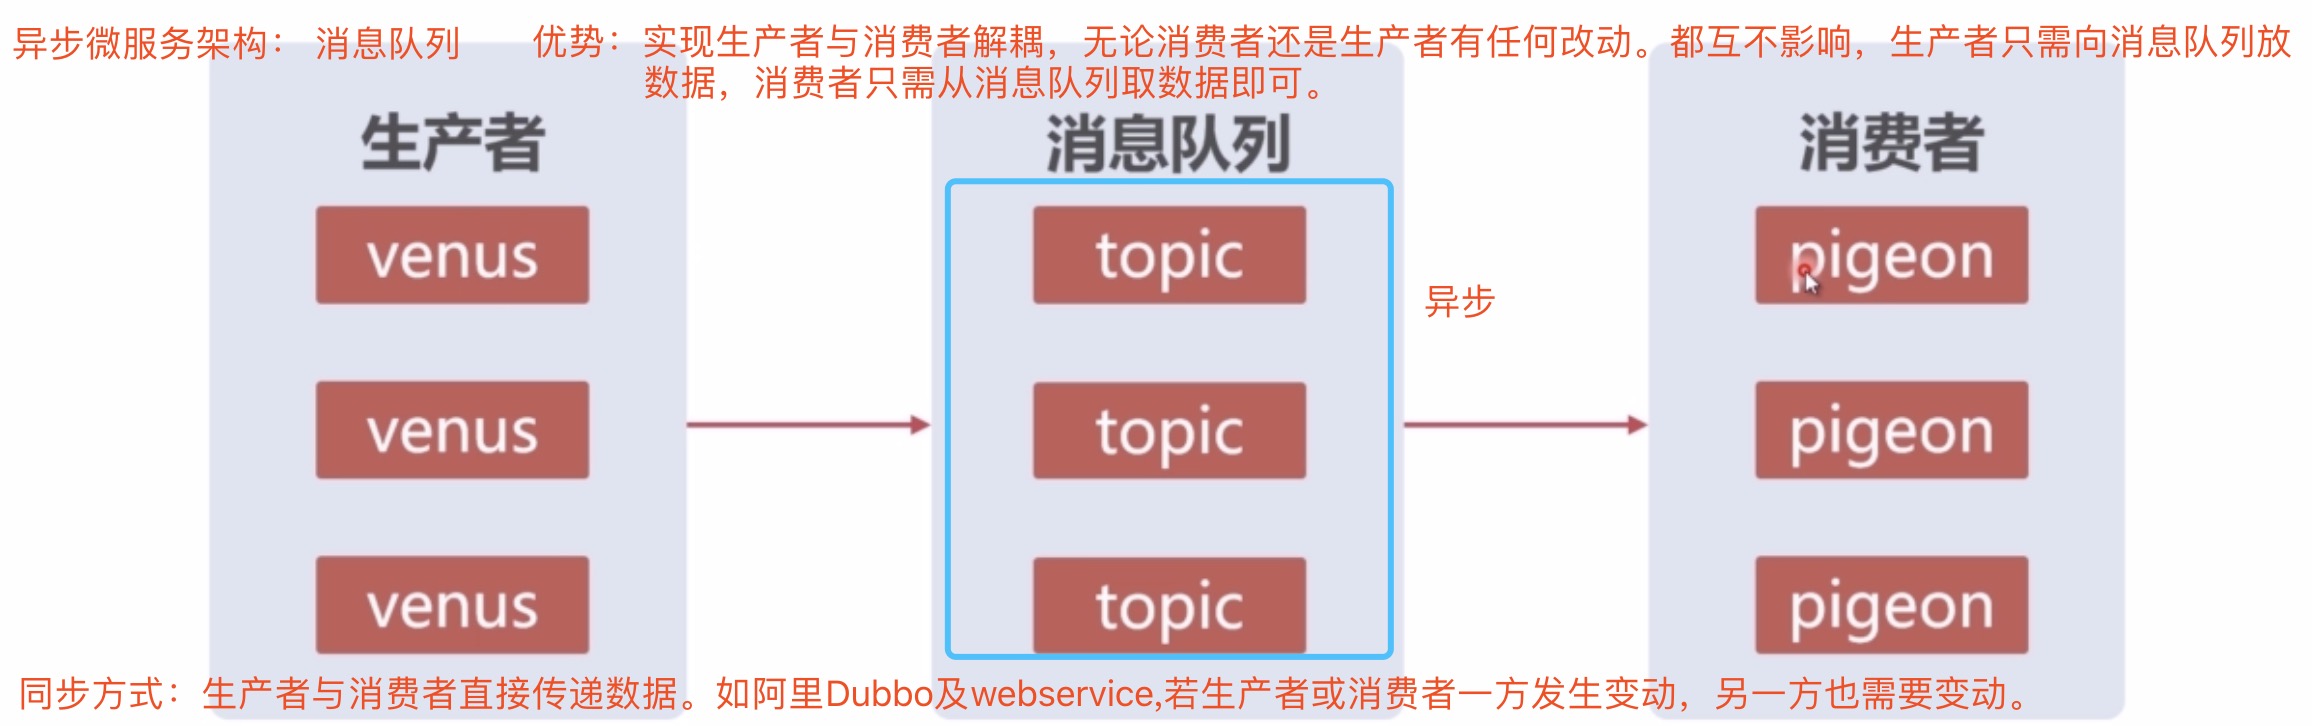 异步微服务架构： 消息队列
优势：实现生产者与消费者解耦，无论消费者还是生产者有任何改动。都互不影响，生产者只需向消息队列放
数据，消费者只需从消息队列取数据即可。
生产者
消息队列
消费者
venus
topic
pigeon
异步
venus
topic
pigeon
venus
topic
pigeon
同步方式：生产者与消费者直接传递数据。如阿里Dubbo及webservice,若生产者或消费者一方发生变动，另一方也需要变动。